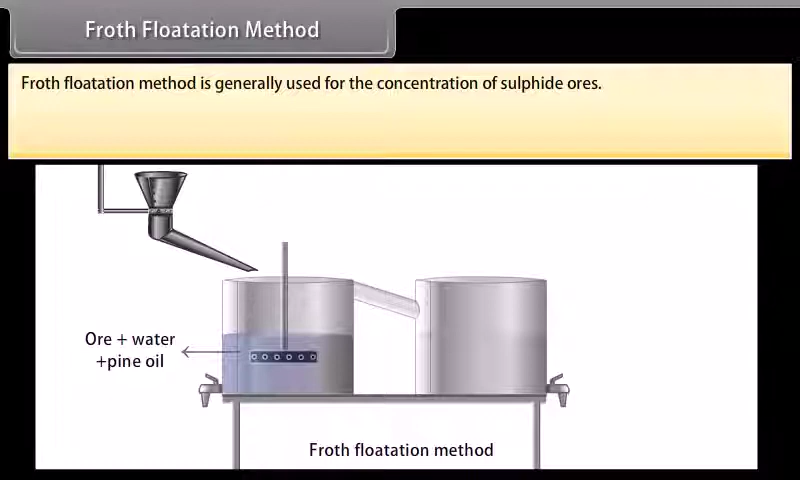 Froth Floatation Method
Froth floatation method is generally used for the concentration of sulphide ores.
Ore + water
+pine oil
Froth floatation method